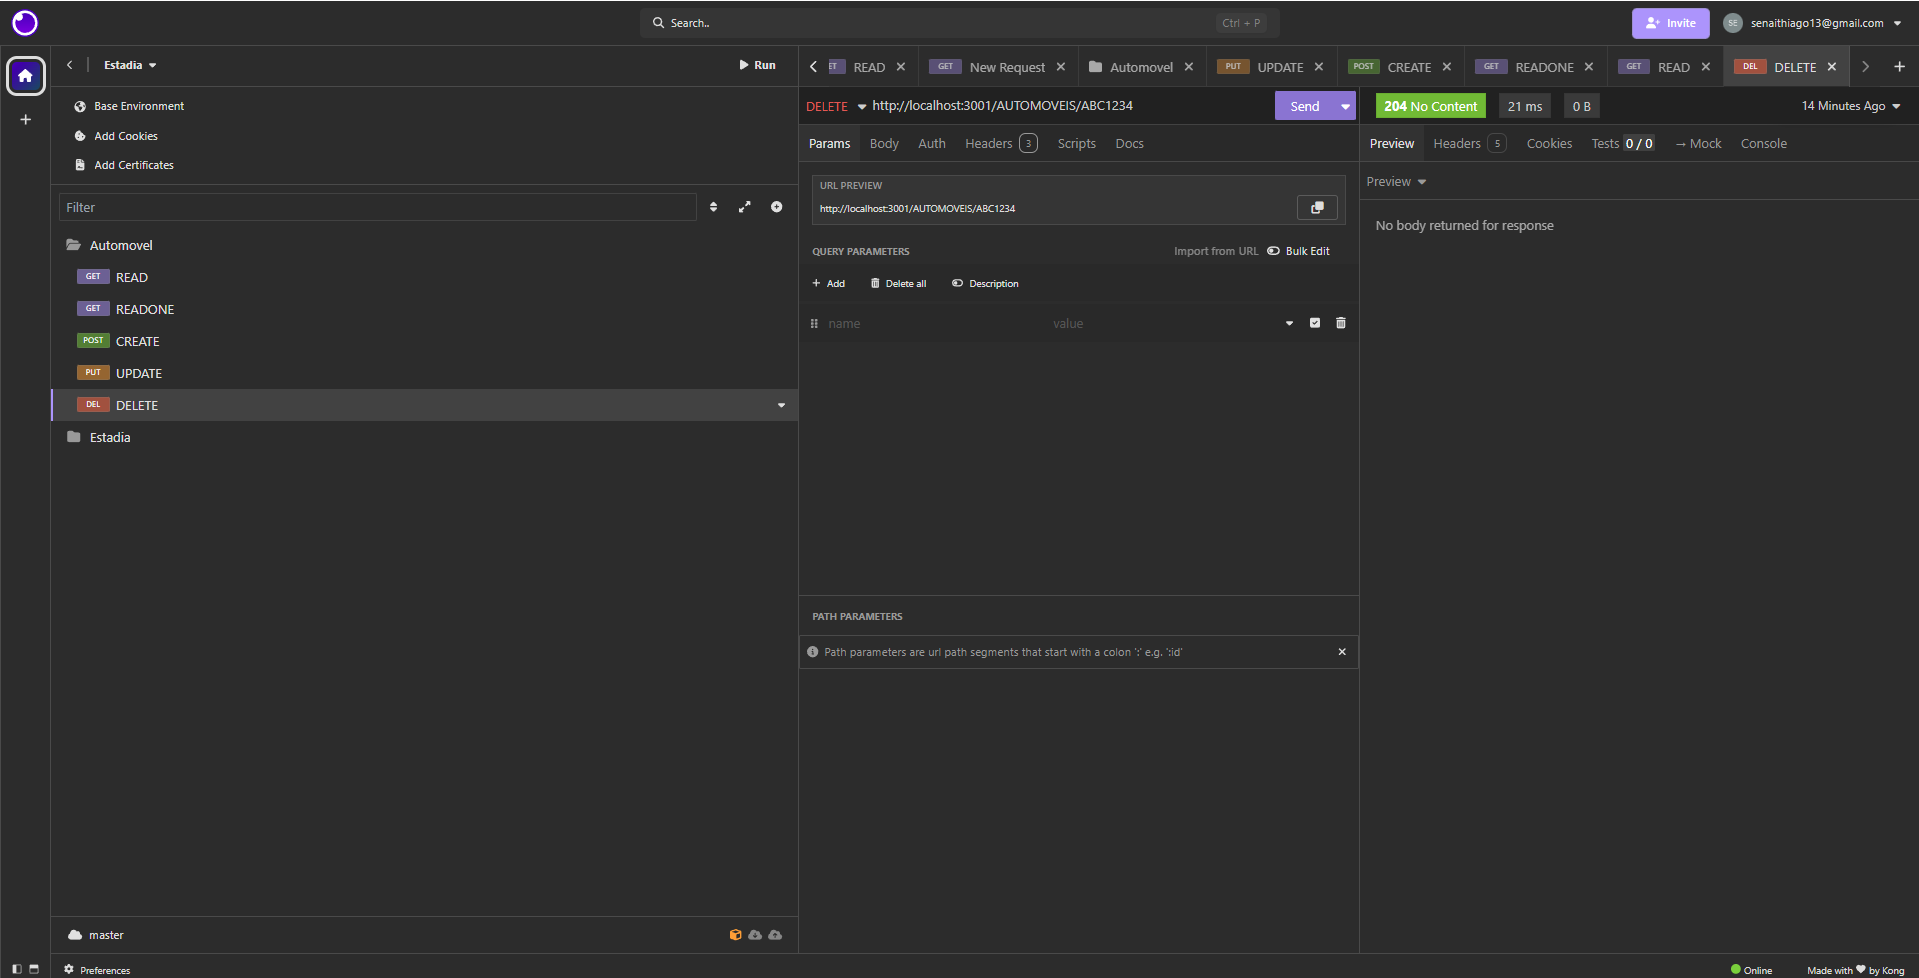 Search..
Ctrl + P
Invite
SE
senaithiago13@gmail.com
Estadia
Run
ET READ
GET New Request
Automovel
PUT UPDATE
POST CREATE
GET READONE
GET READ
DEL DELETE
Base Environment
Add Cookies
Add Certificates
Filter
Automovel
GET READ
GET READONE
POST CREATE
PUT UPDATE
DEL DELETE
Estadia
master
Preferences
DELETE http://localhost:3001/AUTOMOVEIS/ABC1234
Send
Params Body Auth Headers 3 Scripts Docs
URL PREVIEW
http://localhost:3001/AUTOMOVEIS/ABC1234
QUERY PARAMETERS
Import from URL Bulk Edit
+ Add Delete all Description
name value
PATH PARAMETERS
Path parameters are url path segments that start with a colon ':' e.g. ':id'
204 No Content 21 ms 0 B
14 Minutes Ago
Preview Headers 5 Cookies Tests 0 / 0 → Mock Console
Preview
No body returned for response
Online
Made with ♥ by Kong